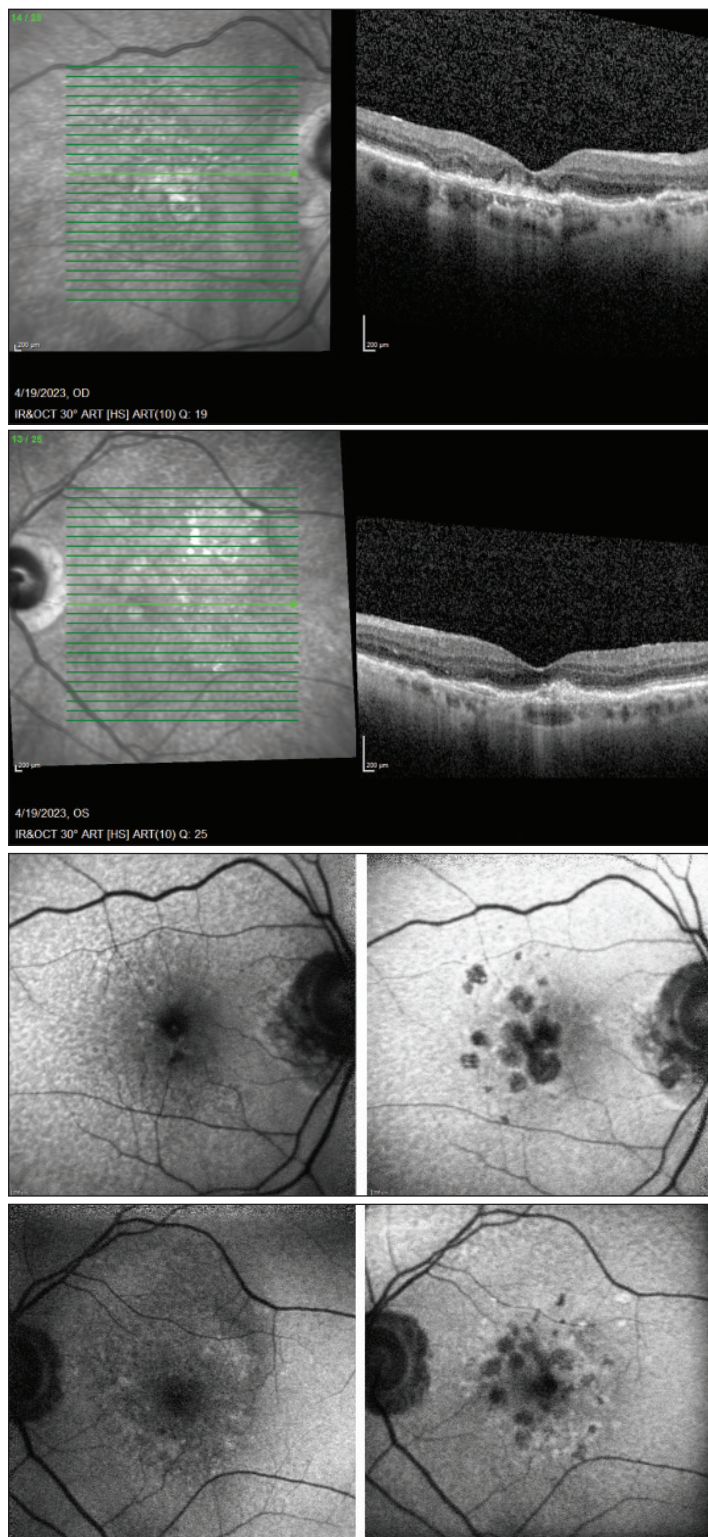 14 / 25
200 µm
200 µm
4/19/2023, OD
IR&OCT 30° ART [HS] ART(10) Q: 19
13 / 25
200 µm
200 µm
4/19/2023, OS
IR&OCT 30° ART [HS] ART(10) Q: 25